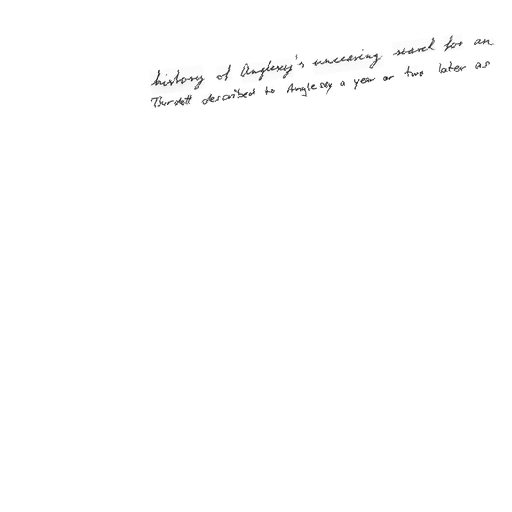 history of Anglesey's unceasing search for an
Burdett described to Anglesey a year or two later as